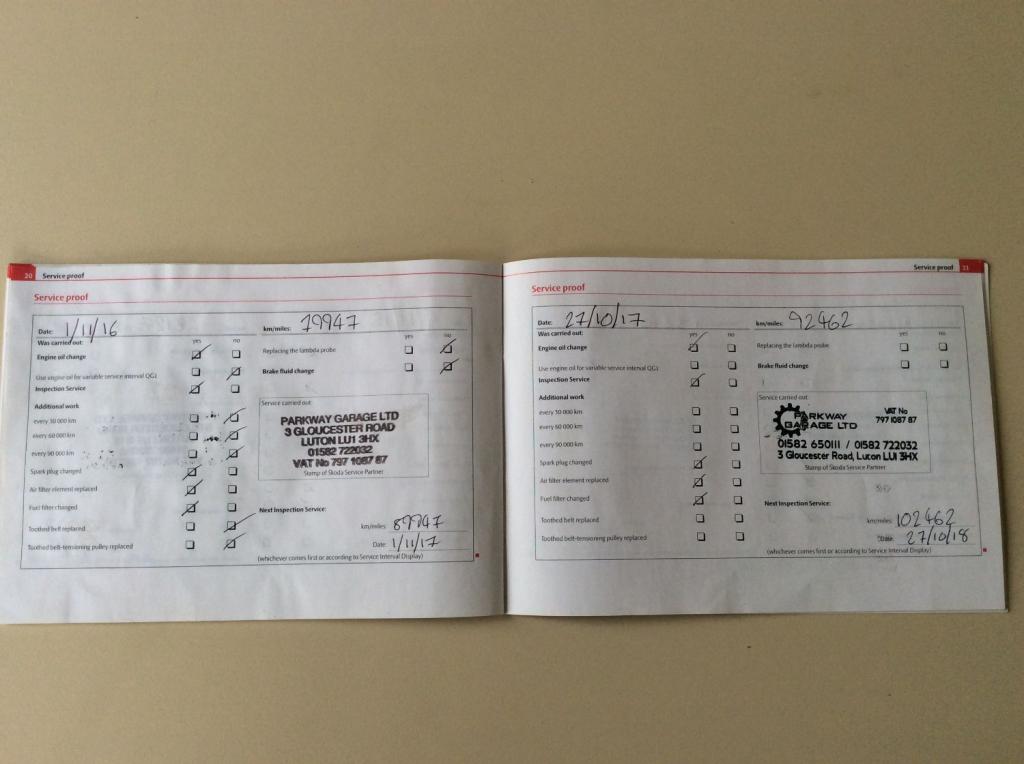 20 Service proof
Service proof
Date: 1/11/16 km/miles: 79947
Was carried out: yes no yes no
Engine oil change Replacing the lambda probe
Use engine oil for variable service interval QG1 Brake fluid change
Inspection Service
Additional work Service carried out
every 30 000 km PARKWAY GARAGE LTD
3 GLOUCESTER ROAD
every 60 000 km LUTON LU1 3HX
01582 722032
every 90 000 km VAT No 797 1087 87
Spark plug changed Stamp of Skoda Service Partner
Air filter element replaced
Fuel filter changed Next Inspection Service:
Toothed belt replaced km/miles: 89947
Toothed belt-tensioning pulley replaced Date: 1/11/17
(whichever comes first or according to Service Interval Display)
Service proof 21
Service proof
Date: 27/10/17 km/miles: 92462
Was carried out: yes no yes no
Engine oil change Replacing the lambda probe
Use engine oil for variable service interval QG1 Brake fluid change
Inspection Service
Additional work Service carried out
every 30 000 km PARKWAY GARAGE LTD VAT No 797 1087 87
every 60 000 km
every 90 000 km 01582 650111 / 01582 722032
3 Gloucester Road, Luton LU1 3HX
Spark plug changed Stamp of Skoda Service Partner
Air filter element replaced
Fuel filter changed Next Inspection Service:
Toothed belt replaced km/miles: 102462
Toothed belt-tensioning pulley replaced Date: 27/10/18
(whichever comes first or according to Service Interval Display)